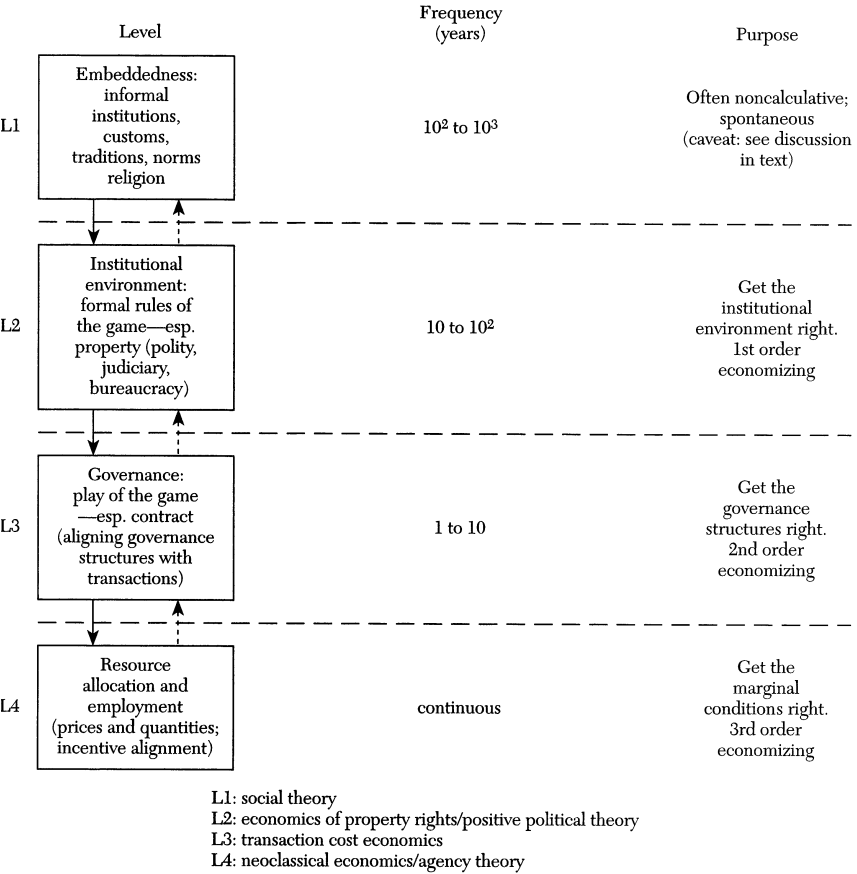 Level
Frequency
(years)
Purpose
L1
Embeddedness:
informal
institutions,
customs,
traditions, norms
religion
10² to 10³
Often noncalculative;
spontaneous
(caveat: see discussion
in text)
L2
Institutional
environment:
formal rules of
the game—esp.
property (polity,
judiciary,
bureaucracy)
10 to 10²
Get the
institutional
environment right.
1st order
economizing
L3
Governance:
play of the game
—esp. contract
(aligning governance
structures with
transactions)
1 to 10
Get the
governance
structures right.
2nd order
economizing
L4
Resource
allocation and
employment
(prices and quantities;
incentive alignment)
continuous
Get the
marginal
conditions right.
3rd order
economizing
L1: social theory
L2: economics of property rights/positive political theory
L3: transaction cost economics
L4: neoclassical economics/agency theory